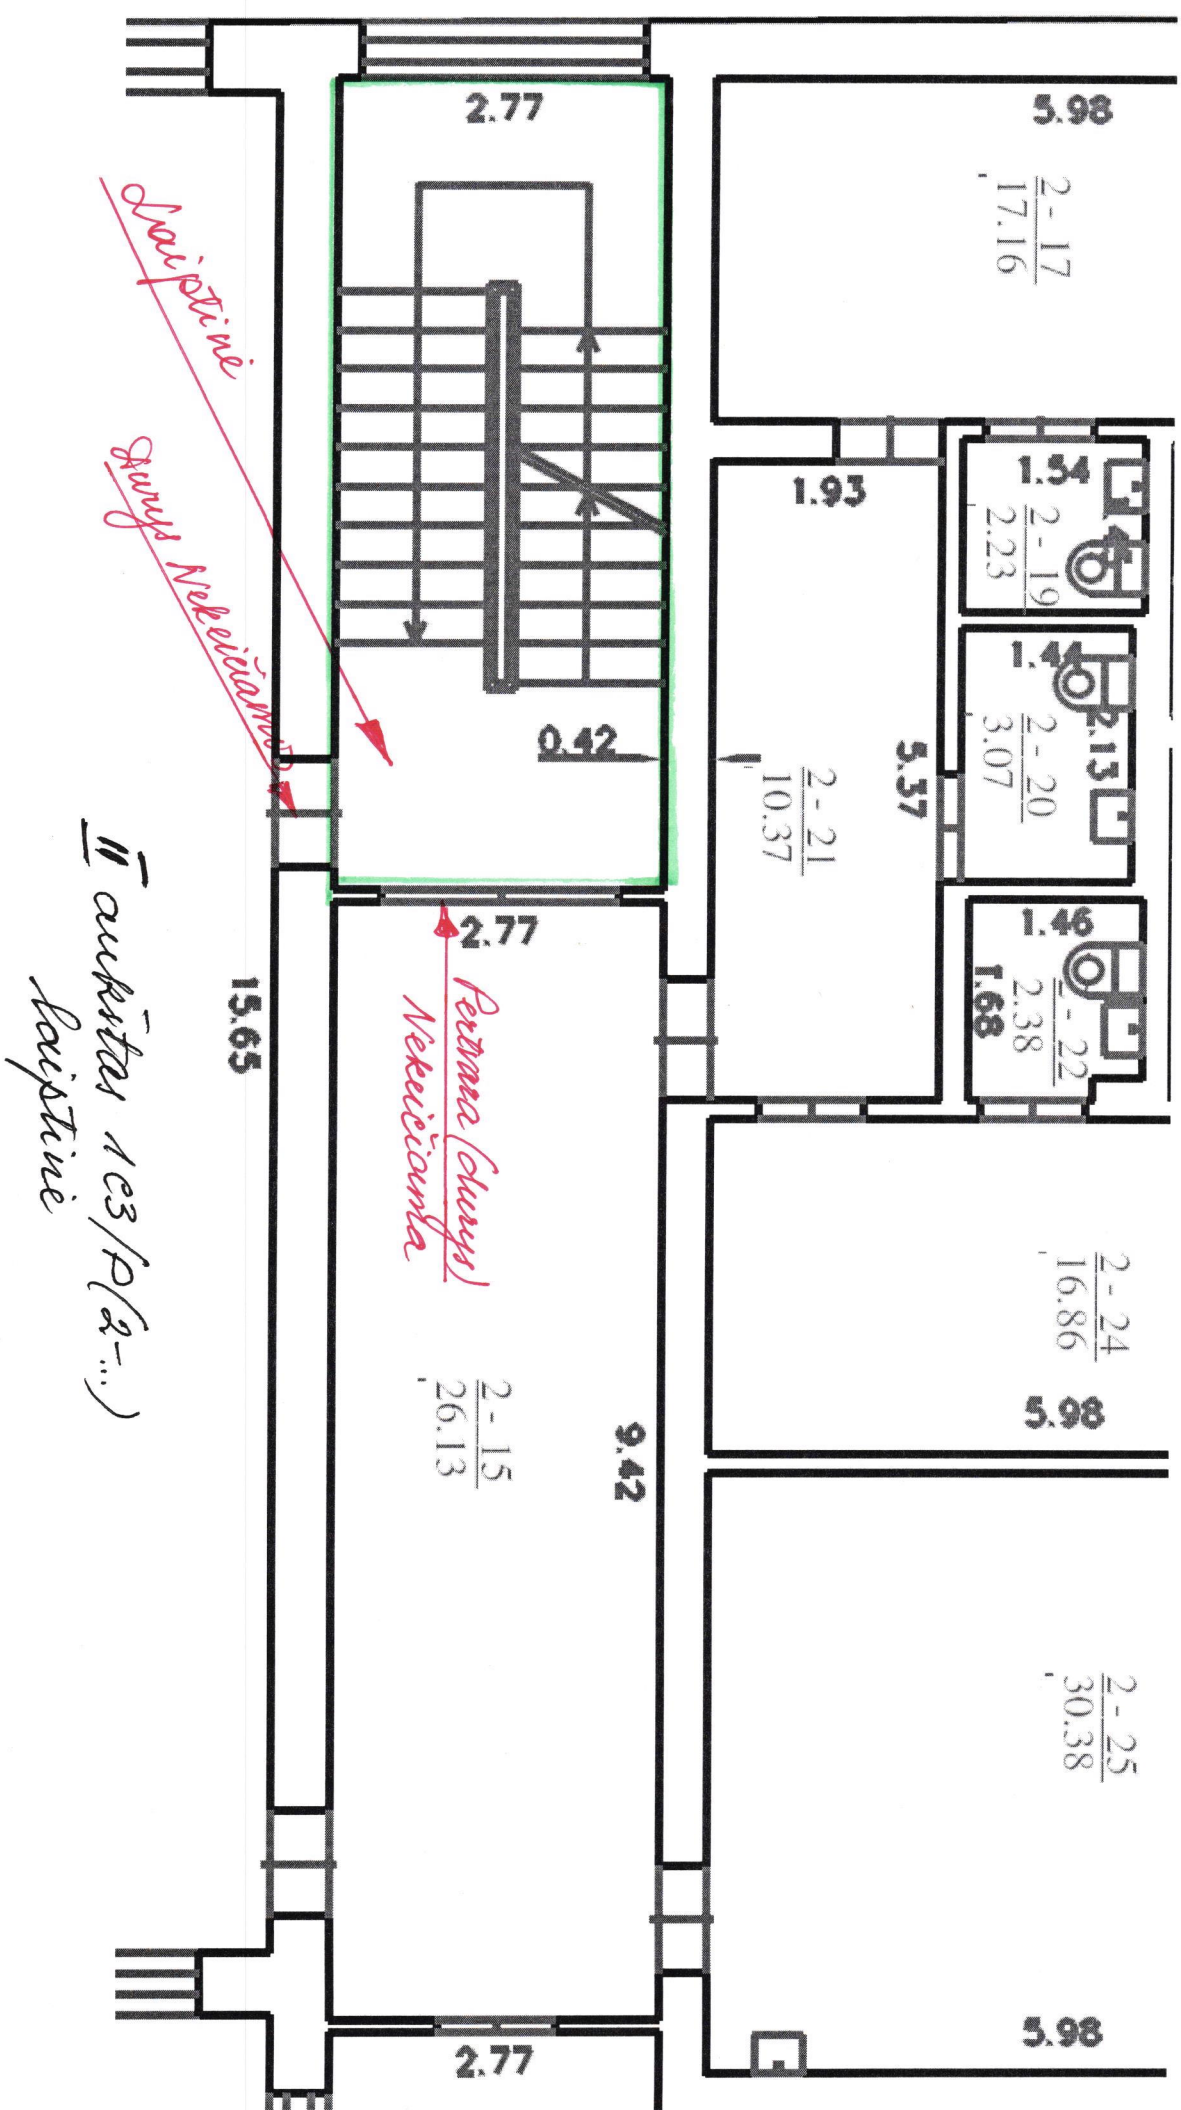 2.77
5.98
2 - 17
17.16
1.93
1.54
2 - 19
2.23
1.44
2 - 20
3.07
2.13
0.42
2 - 21
10.37
5.37
1.46
2 - 22
2.38
1.68
Laiptinė
durys Nekeičiamos
2.77
Pertvara (durys)
Nekeičiama
15.65
2 - 24
16.86
5.98
2 - 15
26.13
9.42
2 - 25
30.38
5.98
2.77
II aukštas 1C3/P(2-...)
laiptinė